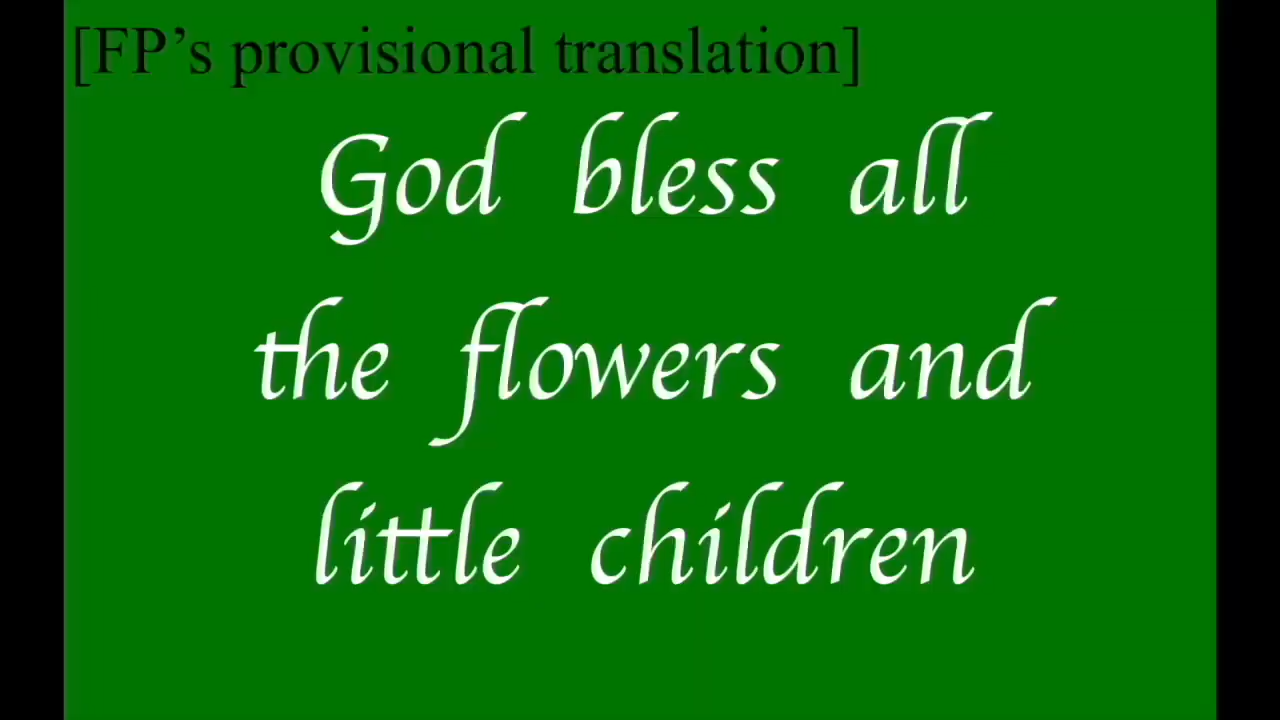 [FP’s provisional translation]
God bless all
the flowers and
little children